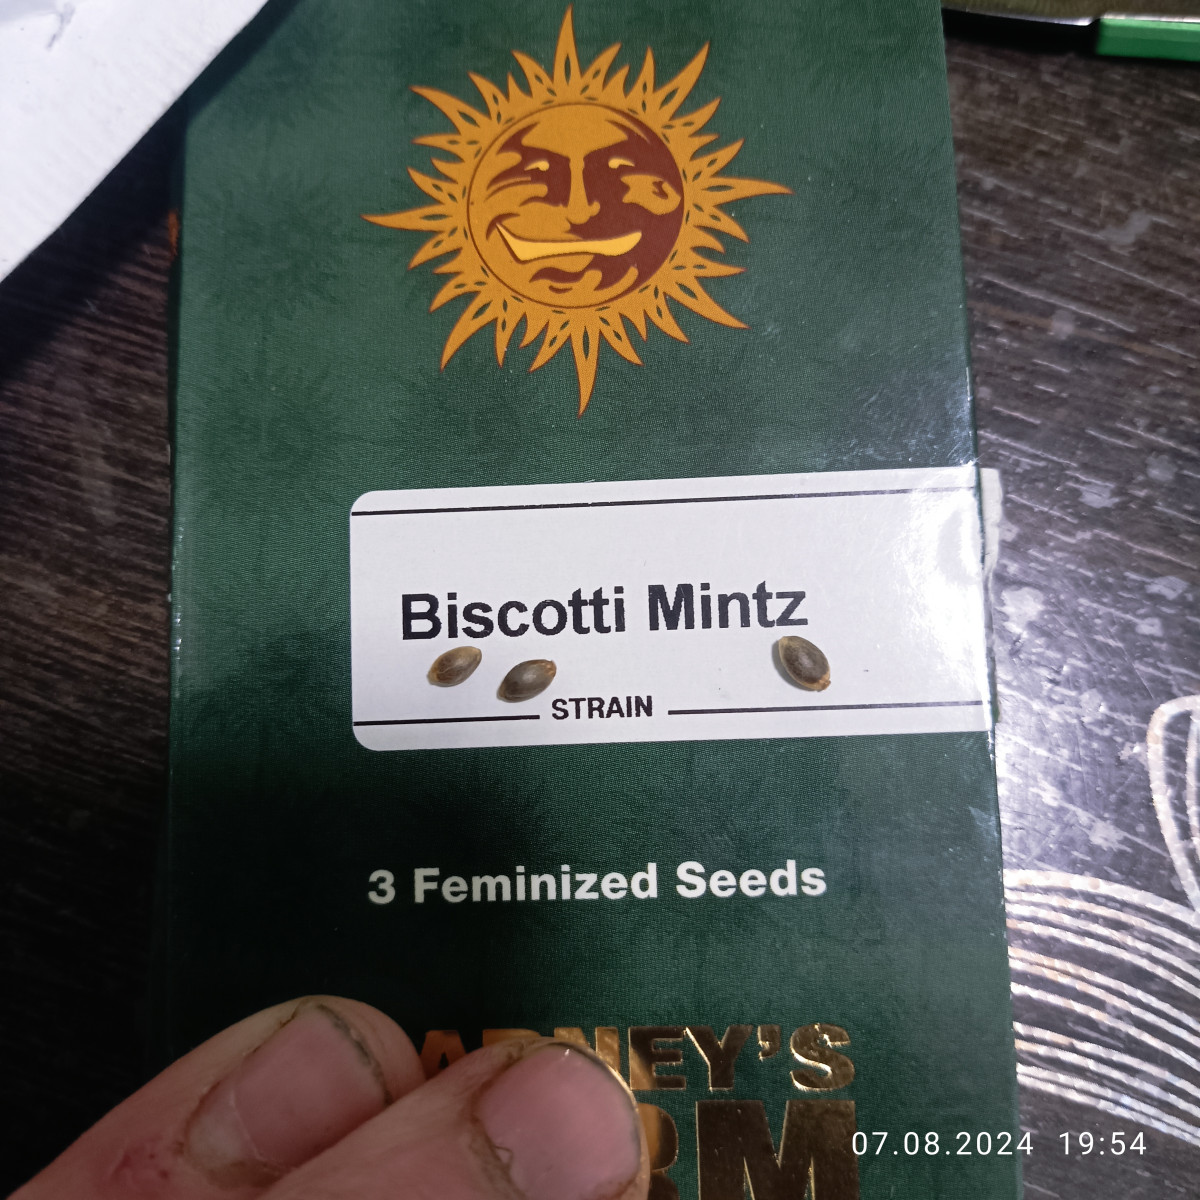 Biscotti Mintz
STRAIN
3 Feminized Seeds
07.08.2024 19:54